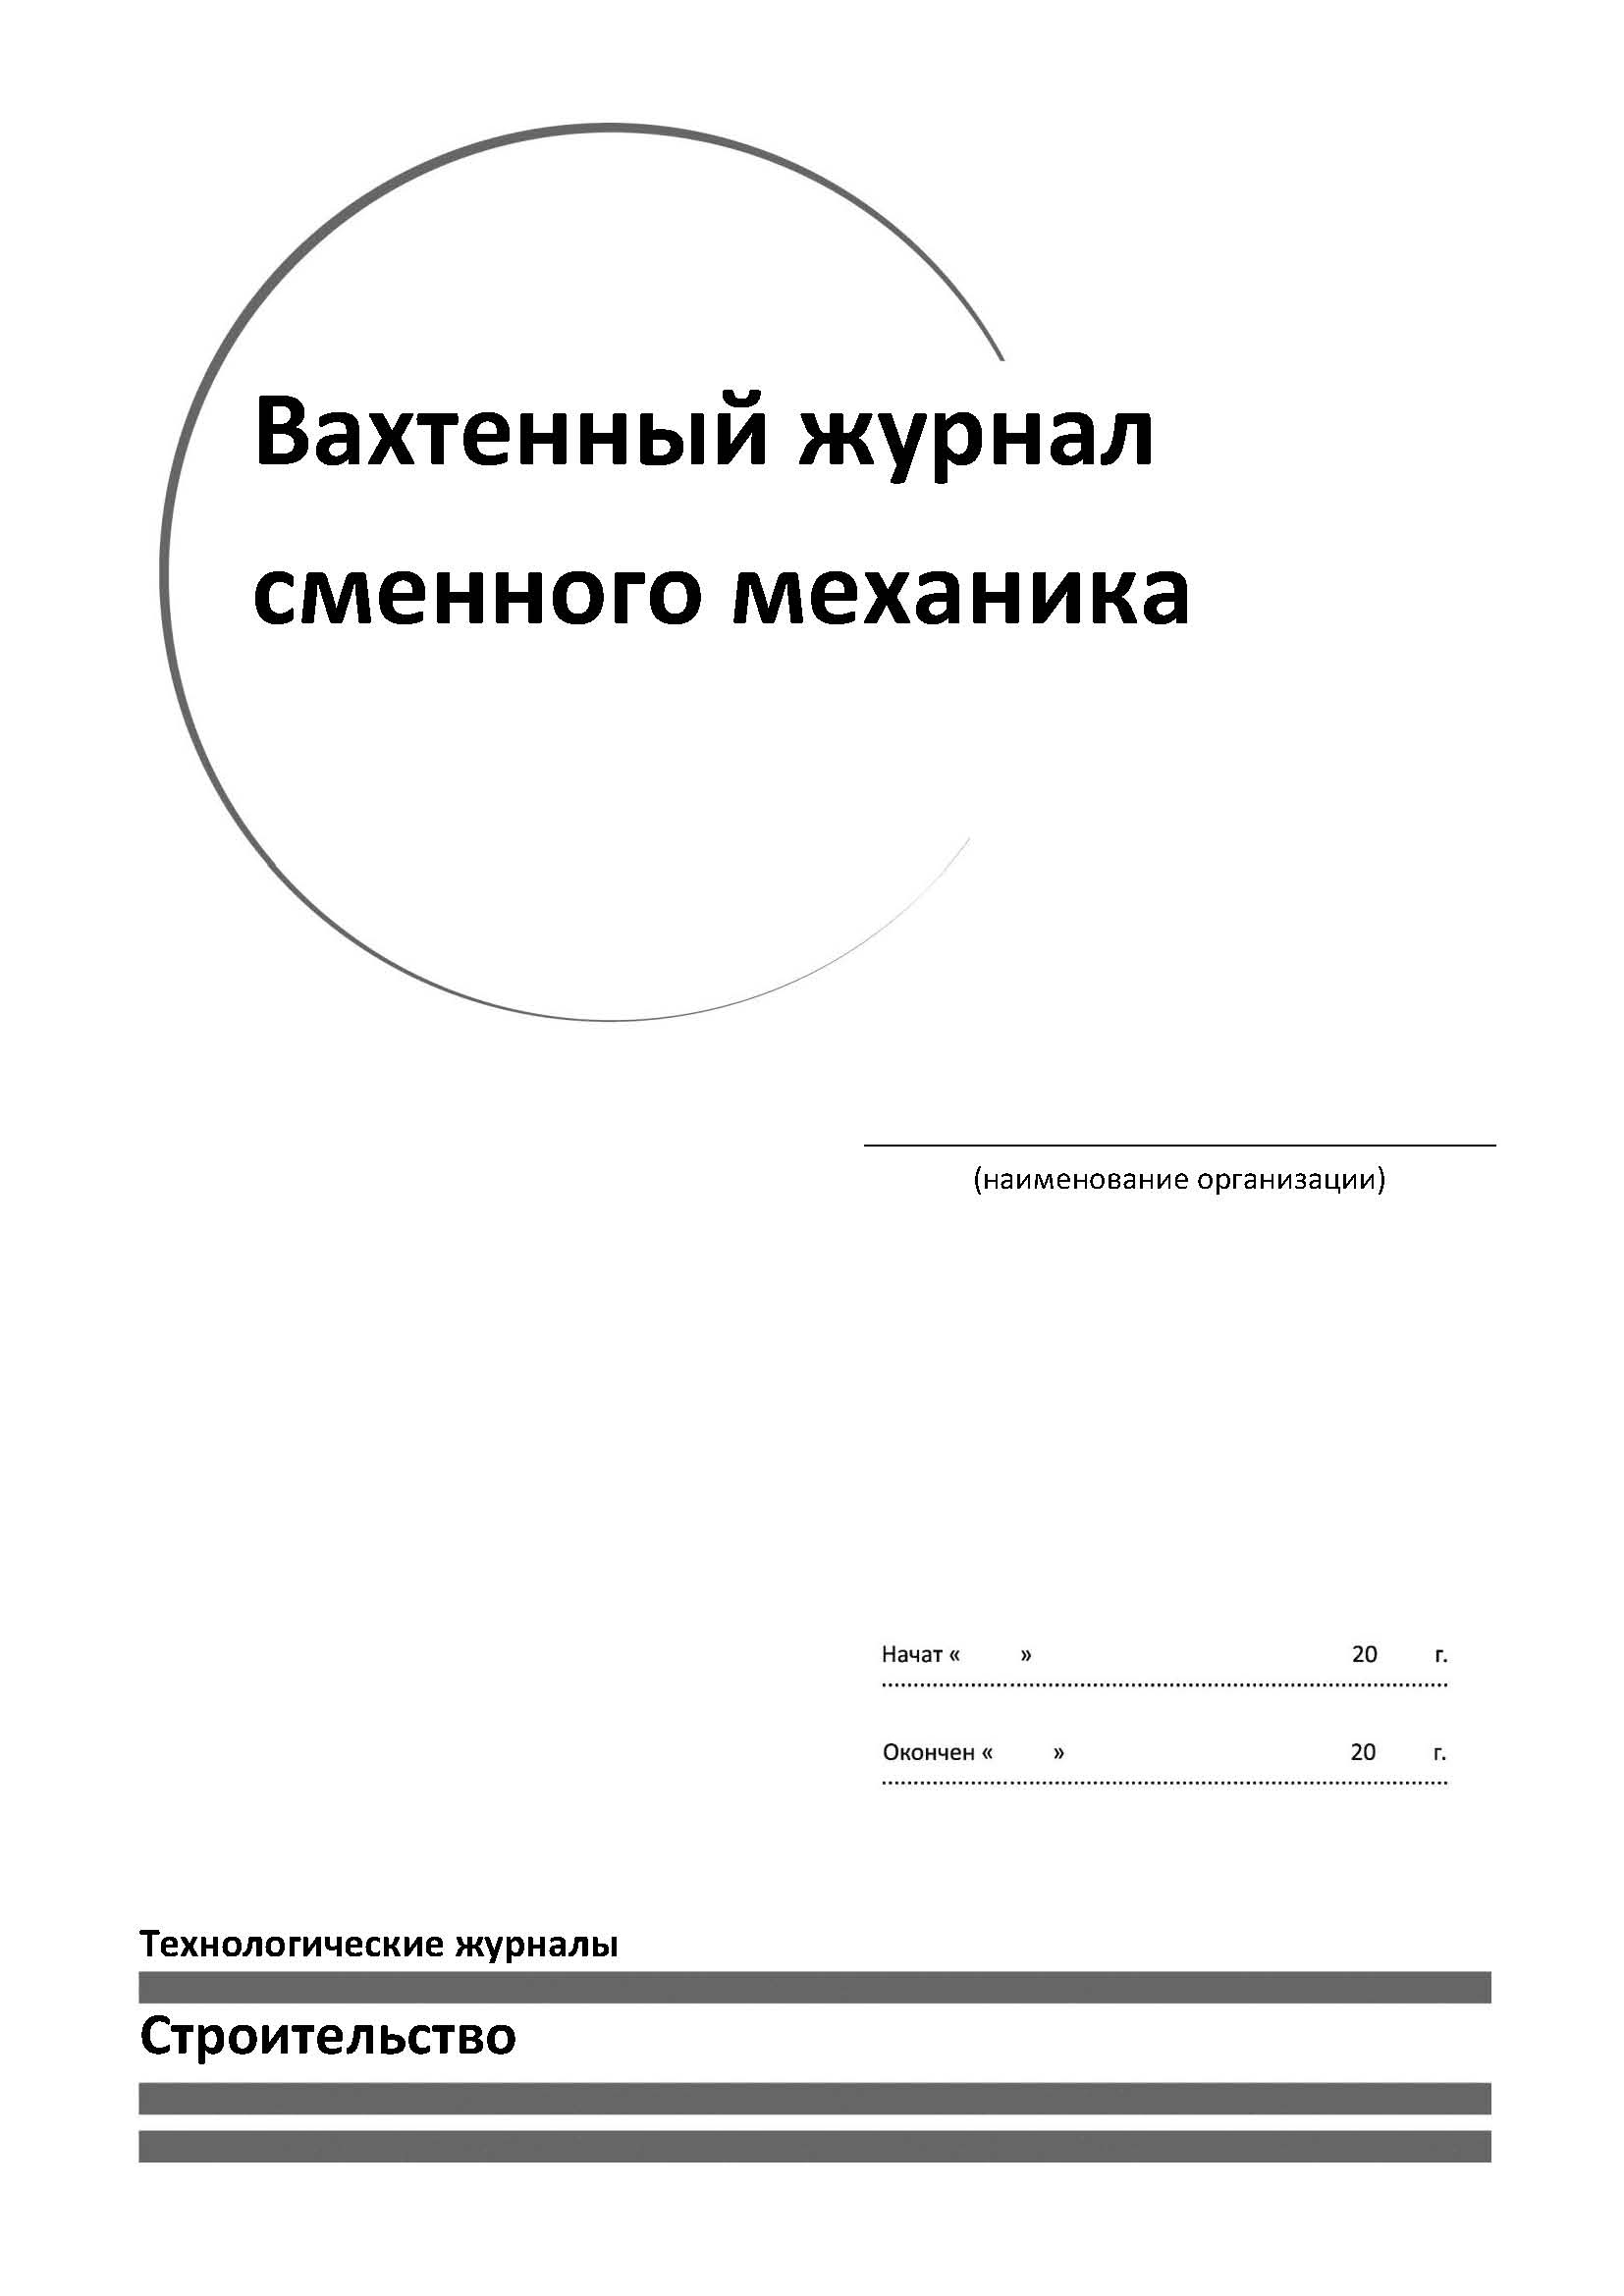 Вахтенный журнал
сменного механика
(наименование организации)
Начат « » 20 г.
Окончен « » 20 г.
Технологические журналы
Строительство